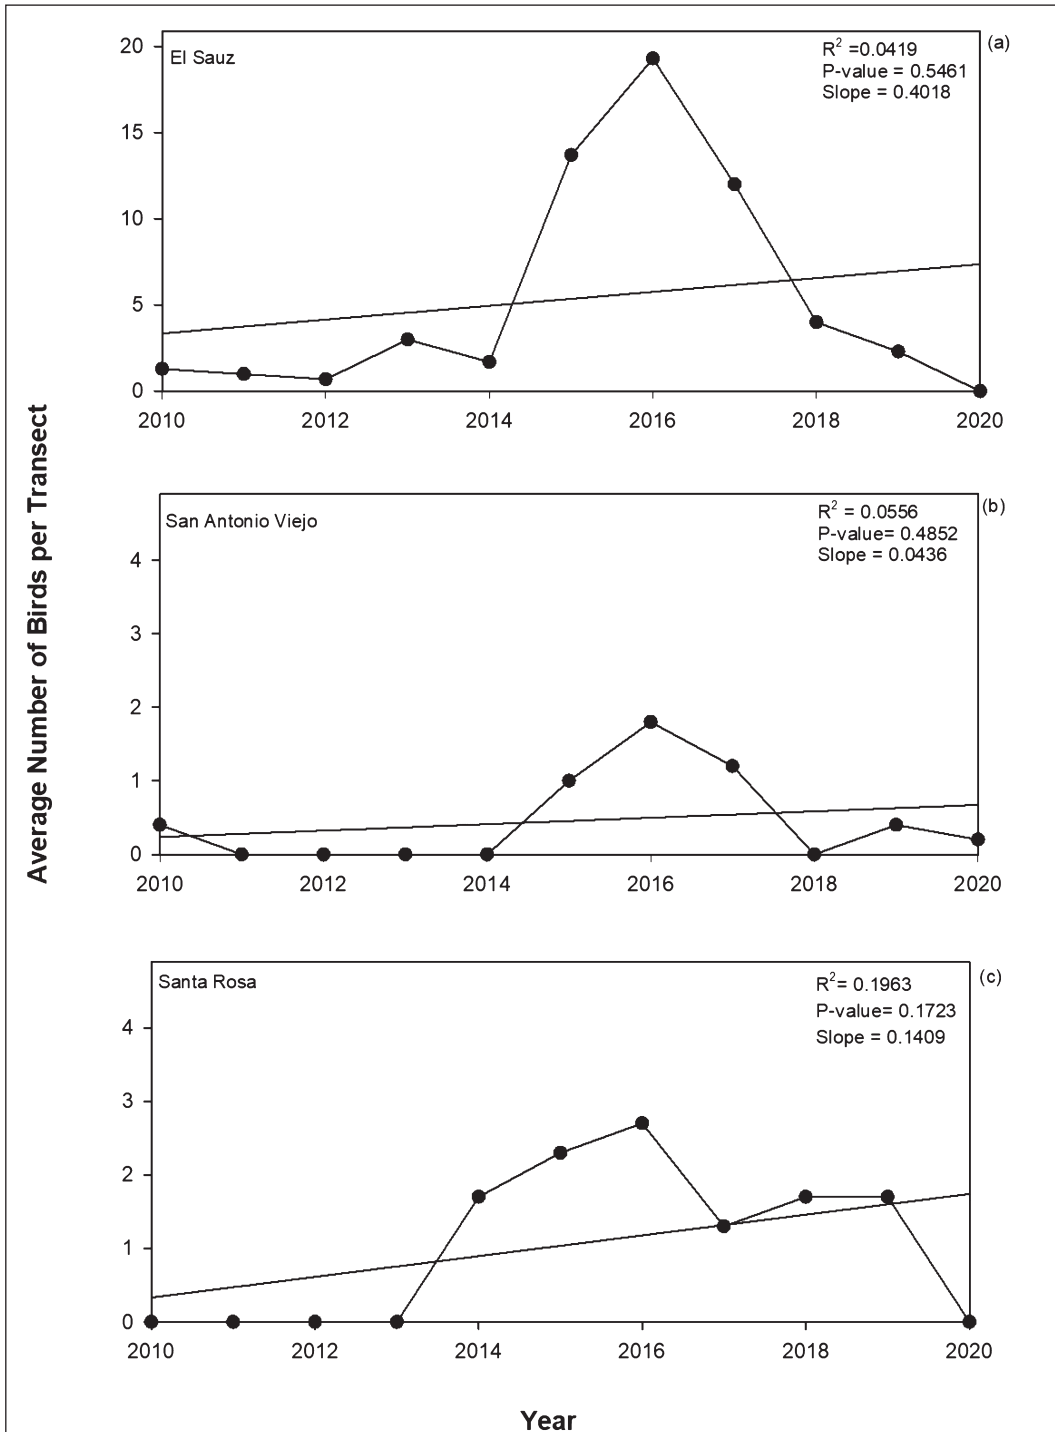 El Sauz
(a)
R² =0.0419
P-value = 0.5461
Slope = 0.4018
20
15
10
5
0
2010 2012 2014 2016 2018 2020
Average Number of Birds per Transect
San Antonio Viejo
(b)
R² = 0.0556
P-value= 0.4852
Slope = 0.0436
4
3
2
1
0
2010 2012 2014 2016 2018 2020
Santa Rosa
(c)
R²= 0.1963
P-value= 0.1723
Slope = 0.1409
4
3
2
1
0
2010 2012 2014 2016 2018 2020
Year